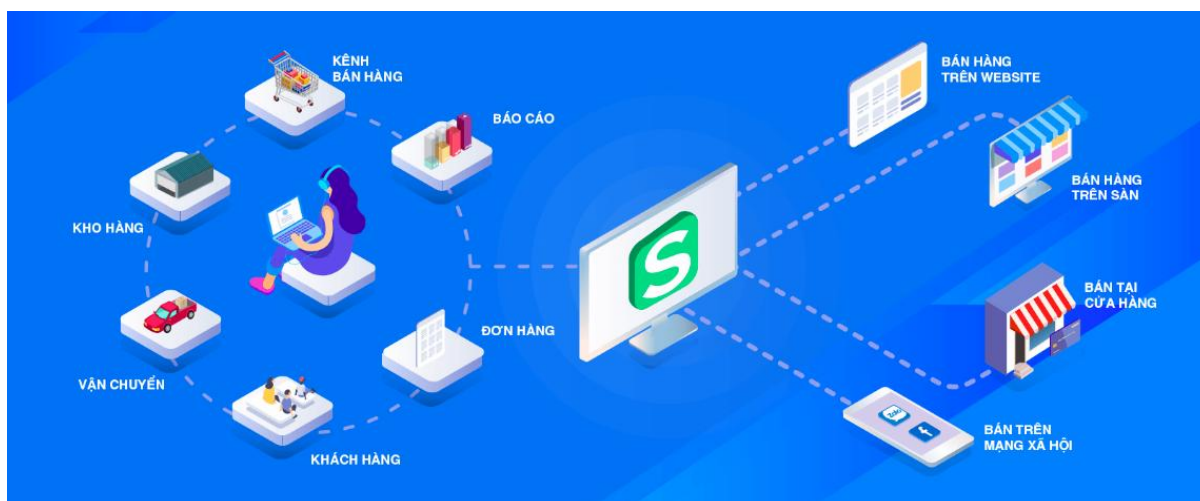 KÊNH
BÁN HÀNG
BÁO CÁO
KHO HÀNG
VẬN CHUYỂN
KHÁCH HÀNG
ĐƠN HÀNG
S
BÁN HÀNG
TRÊN WEBSITE
BÁN HÀNG
TRÊN SÀN
BÁN TẠI
CỬA HÀNG
Zalo
f
BÁN TRÊN
MẠNG XÃ HỘI